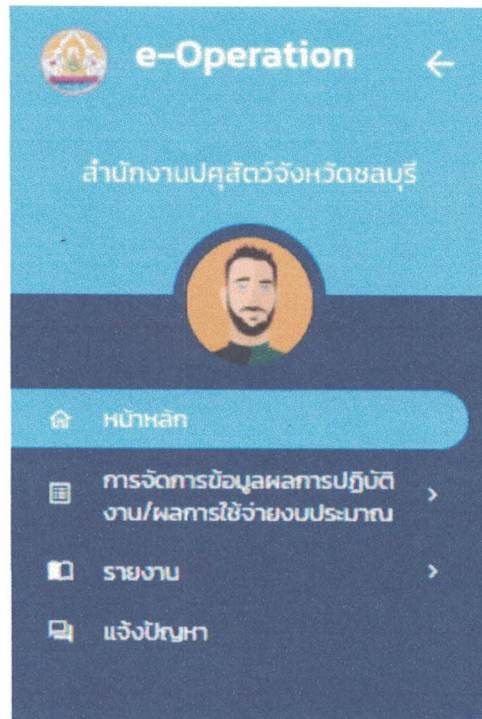 e-Operation
สำนักงานปศุสัตว์จังหวัดชลบุรี
หน้าหลัก
การจัดการข้อมูลผลการปฏิบัติ
งาน/ผลการใช้จ่ายงบประมาณ
รายงาน
แจ้งปัญหา